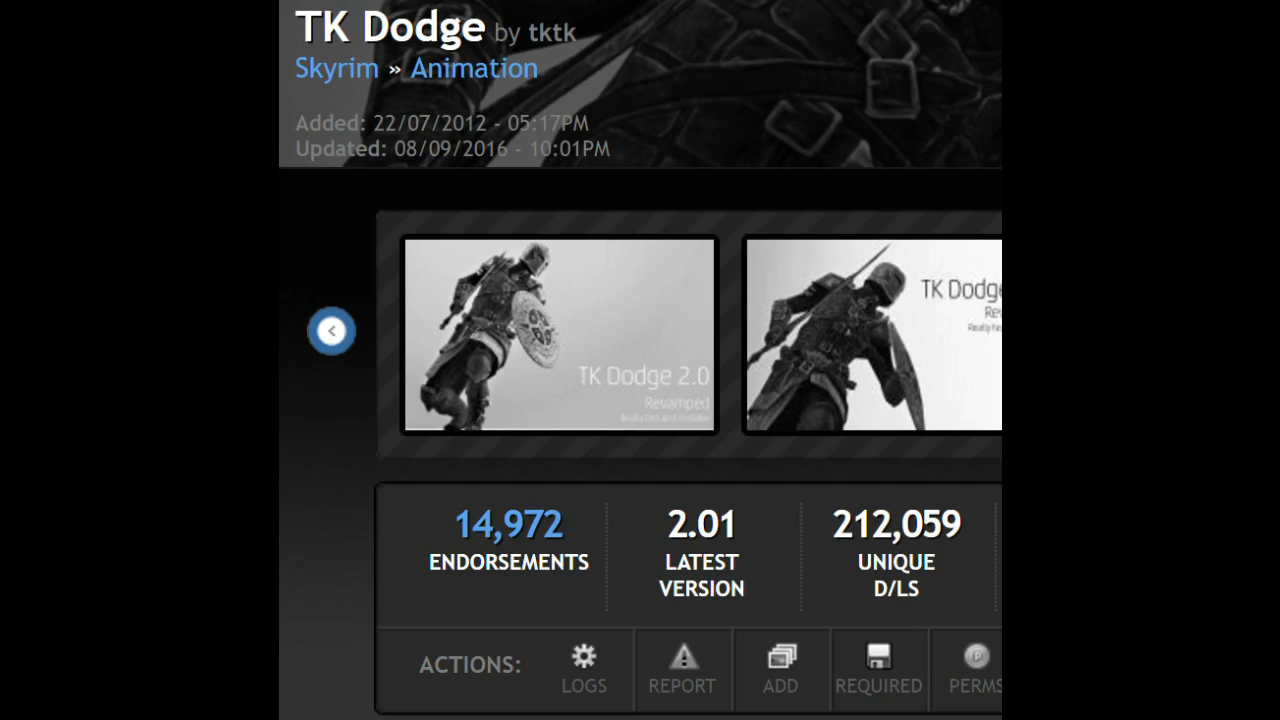 TK Dodge by tktk
Skyrim » Animation
Added: 22/07/2012 - 05:17PM
Updated: 08/09/2016 - 10:01PM
TK Dodge 2.0
Revamped
TK Dodge
14,972
ENDORSEMENTS
2.01
LATEST
VERSION
212,059
UNIQUE
D/LS
ACTIONS:
LOGS
REPORT
ADD
REQUIRED
PERMS